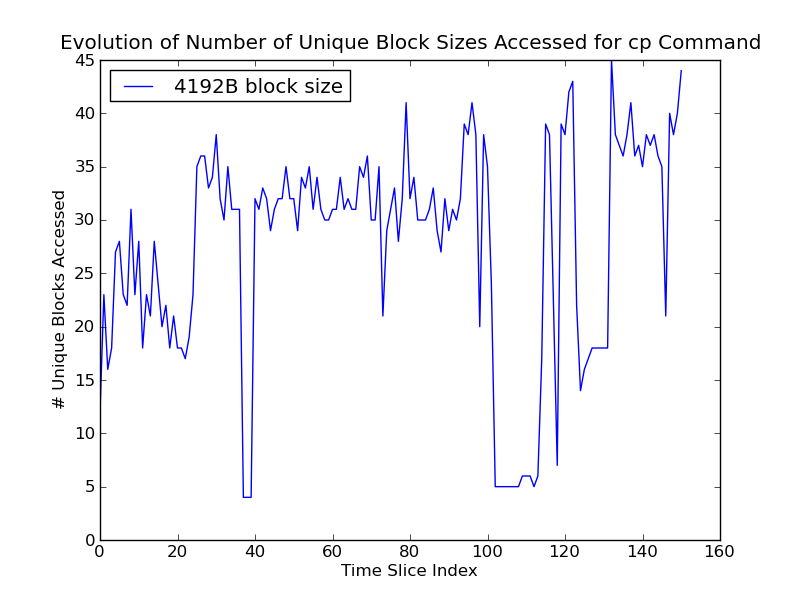 Evolution of Number of Unique Block Sizes Accessed for cp Command
4192B block size
# Unique Blocks Accessed
45
40
35
30
25
20
15
10
5
0
0 20 40 60 80 100 120 140 160
Time Slice Index